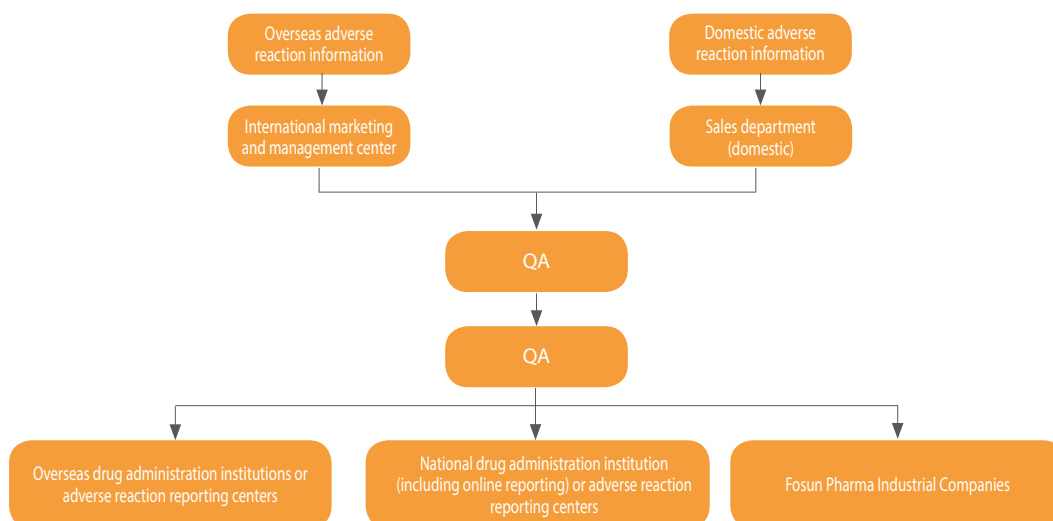 Overseas adverse
reaction information
Domestic adverse
reaction information
International marketing
and management center
Sales department
(domestic)
QA
QA
Overseas drug administration institutions or
adverse reaction reporting centers
National drug administration institution
(including online reporting) or adverse reaction
reporting centers
Fosun Pharma Industrial Companies